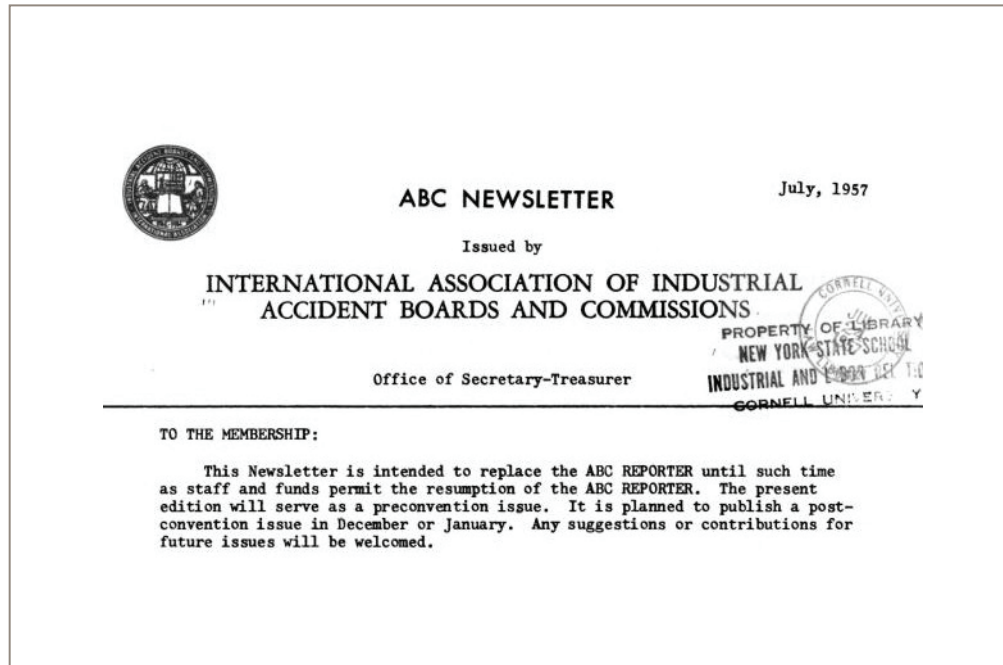 ABC NEWSLETTER
July, 1957
Issued by
INTERNATIONAL ASSOCIATION OF INDUSTRIAL
ACCIDENT BOARDS AND COMMISSIONS
PROPERTY OF LIBRARY
NEW YORK STATE SCHOOL
INDUSTRIAL AND
CORNELL
Office of Secretary-Treasurer
TO THE MEMBERSHIP:
This Newsletter is intended to replace the ABC REPORTER until such time
as staff and funds permit the resumption of the ABC REPORTER. The present
edition will serve as a preconvention issue. It is planned to publish a post-
convention issue in December or January. Any suggestions or contributions for
future issues will be welcomed.